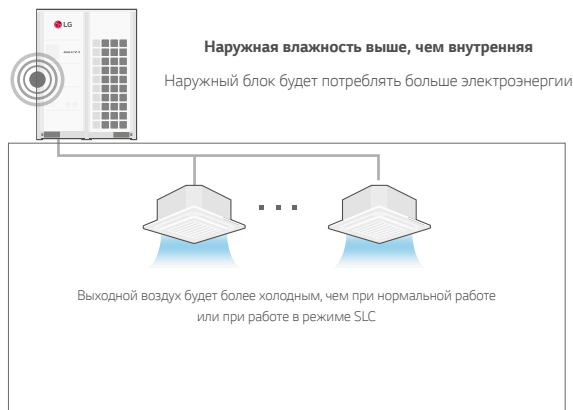 LG
Наружная влажность выше, чем внутренняя
Наружный блок будет потреблять больше электроэнергии
Выходной воздух будет более холодным, чем при нормальной работе
или при работе в режиме SLC